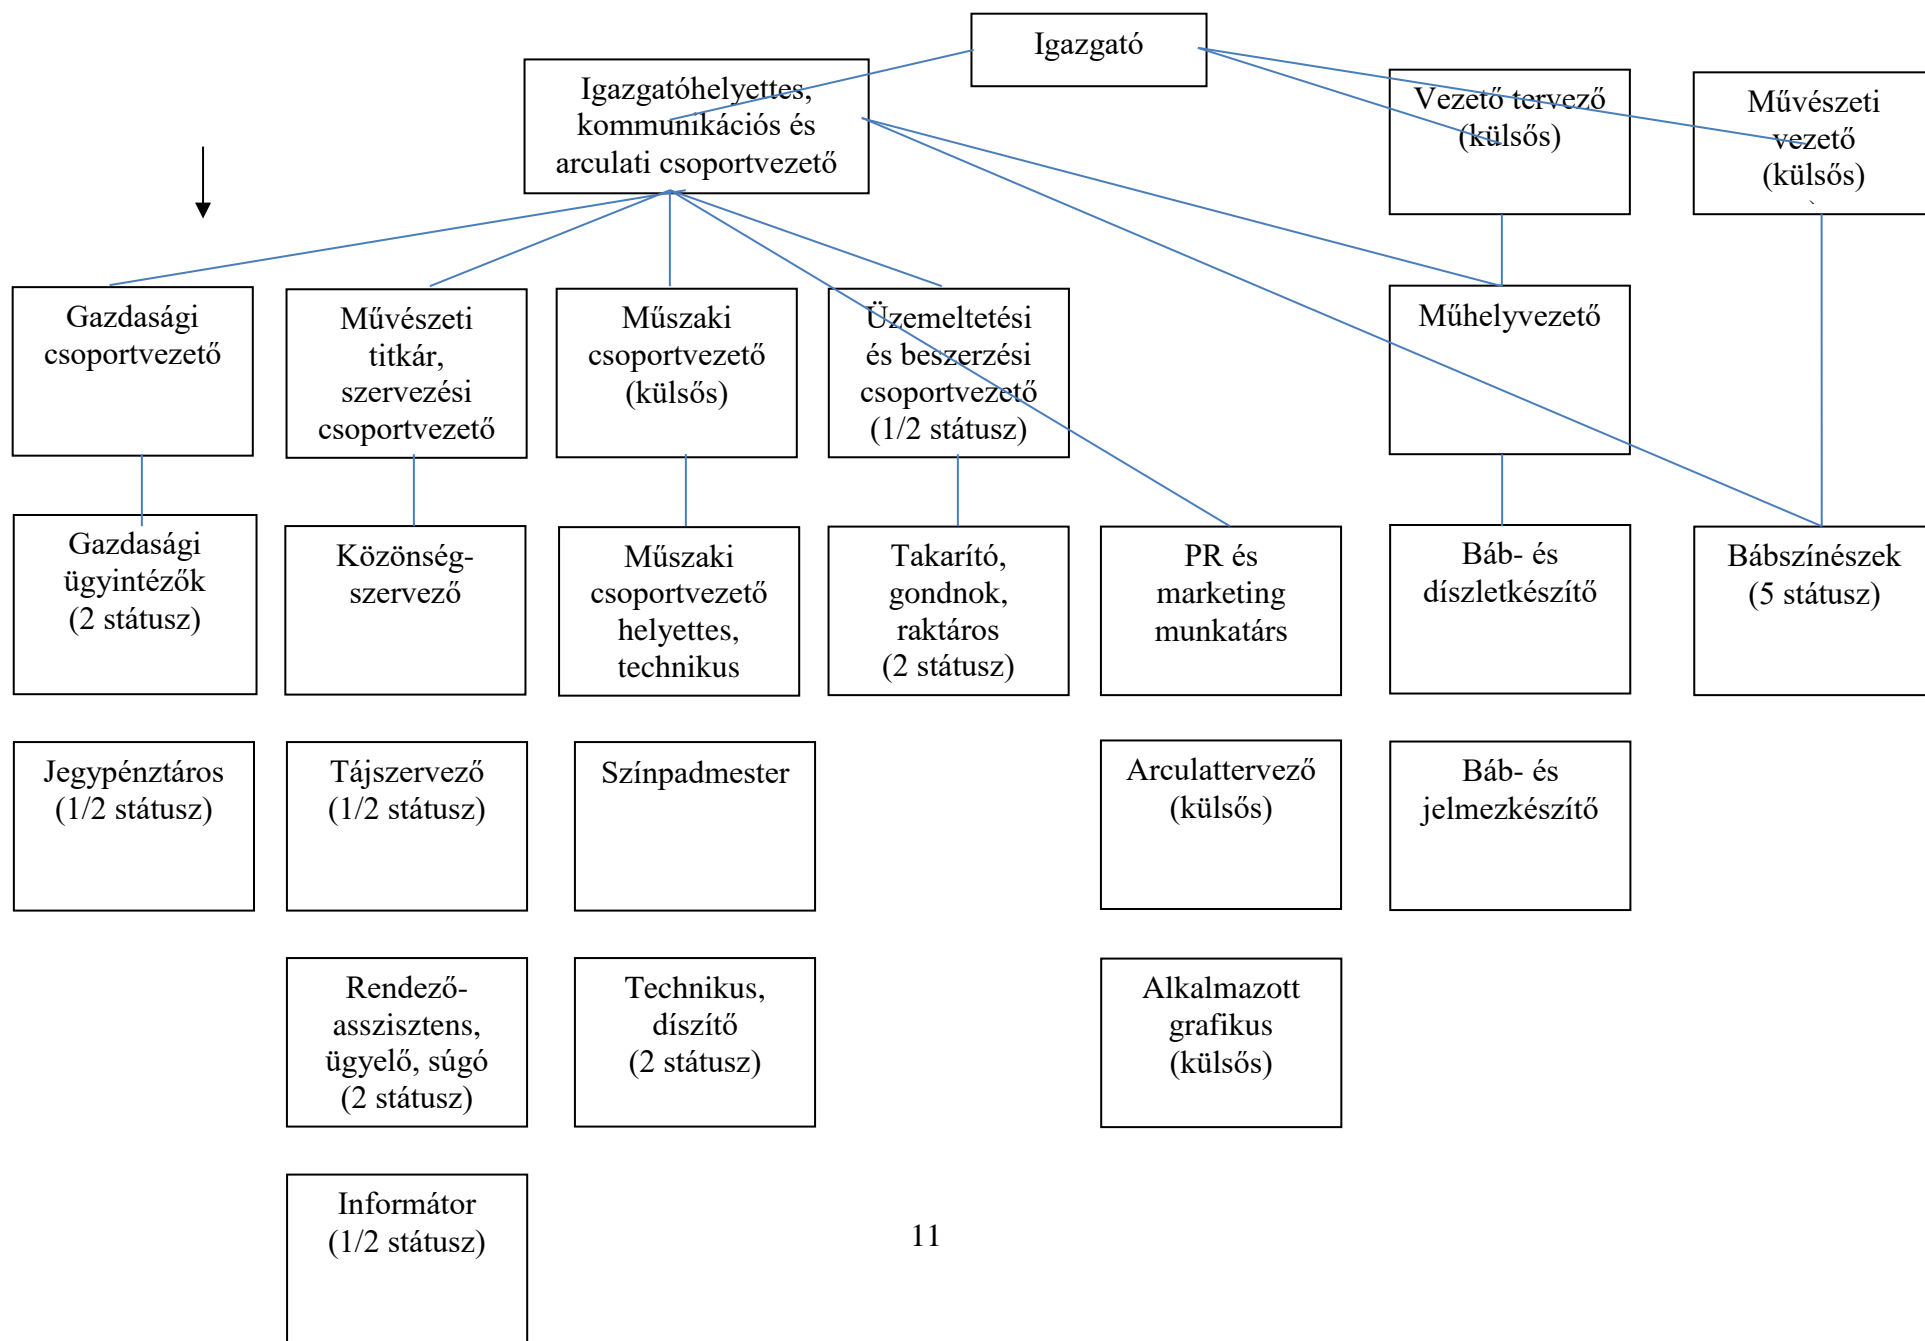 Igazgató
Igazgatóhelyettes,
kommunikációs és
arculati csoportvezető
Vezető tervező
(külsős)
Művészeti
vezető
(külsős)
Gazdasági
csoportvezető
Művészeti
titkár,
szervezési
csoportvezető
Műszaki
csoportvezető
(külsős)
Üzemeltetési
és beszerzési
csoportvezető
(1/2 státusz)
Műhelyvezető
Gazdasági
ügyintézők
(2 státusz)
Közönség-
szervező
Műszaki
csoportvezető
helyettes,
technikus
Takarító,
gondnok,
raktáros
(2 státusz)
PR és
marketing
munkatárs
Báb- és
díszletkészítő
Bábszínészek
(5 státusz)
Jegypénztáros
(1/2 státusz)
Tájszervező
(1/2 státusz)
Színpadmester
Arculattervező
(külsős)
Báb- és
jelmezkészítő
Rendező-
asszisztens,
ügyelő, súgó
(2 státusz)
Technikus,
díszítő
(2 státusz)
Alkalmazott
grafikus
(külsős)
Informátor
(1/2 státusz)
11